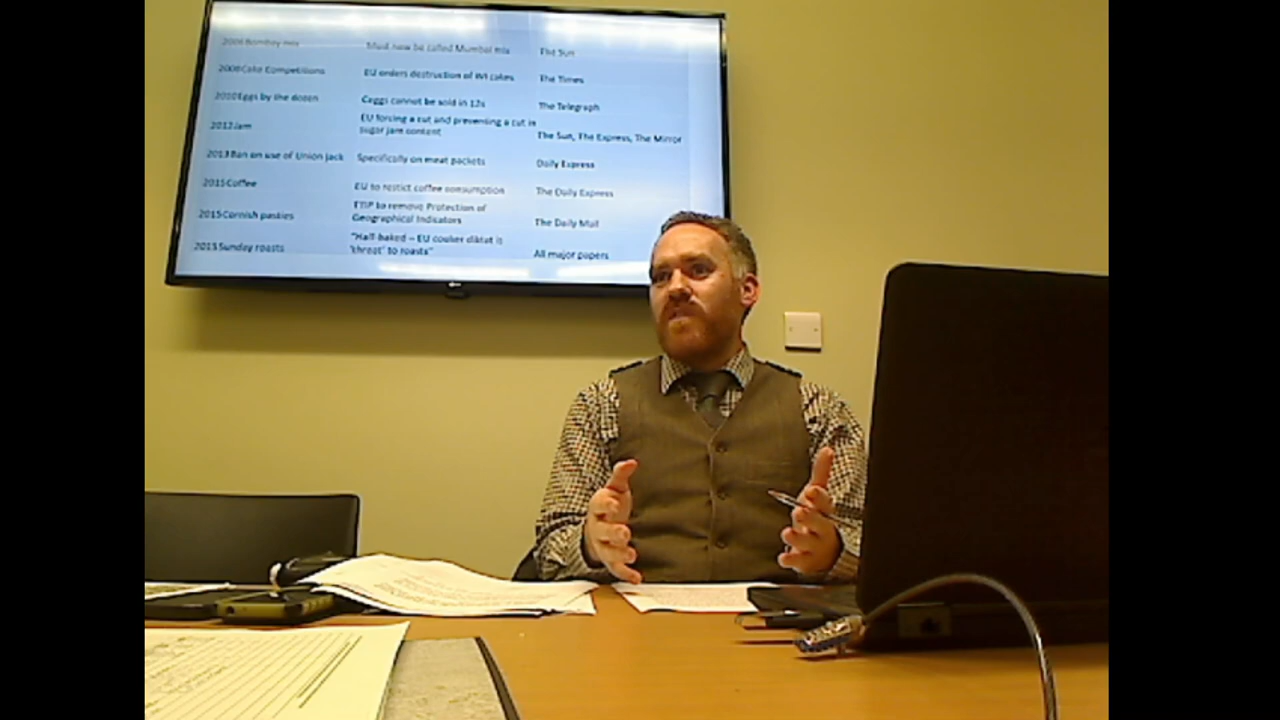 2006 Bombay mix Must now be called Mumbai mix The Sun
2008 Cake Competitions EU orders destruction of WI cakes The Times
2010 Eggs by the dozen Ceggs cannot be sold in 12s The Telegraph
2012 Jam EU forcing a cut and preventing a cut in
sugar jam content The Sun, The Express, The Mirror
2013 Ban on use of Union Jack Specifically on meat packets Daily Express
2015 Coffee EU to restict coffee consumption The Daily Express
2015 Cornish pasties TTIP to remove Protection of
Geographical Indicators The Daily Mail
2015 Sunday roasts "Half-baked – EU cooker diktat is
'threat' to roasts" All major papers